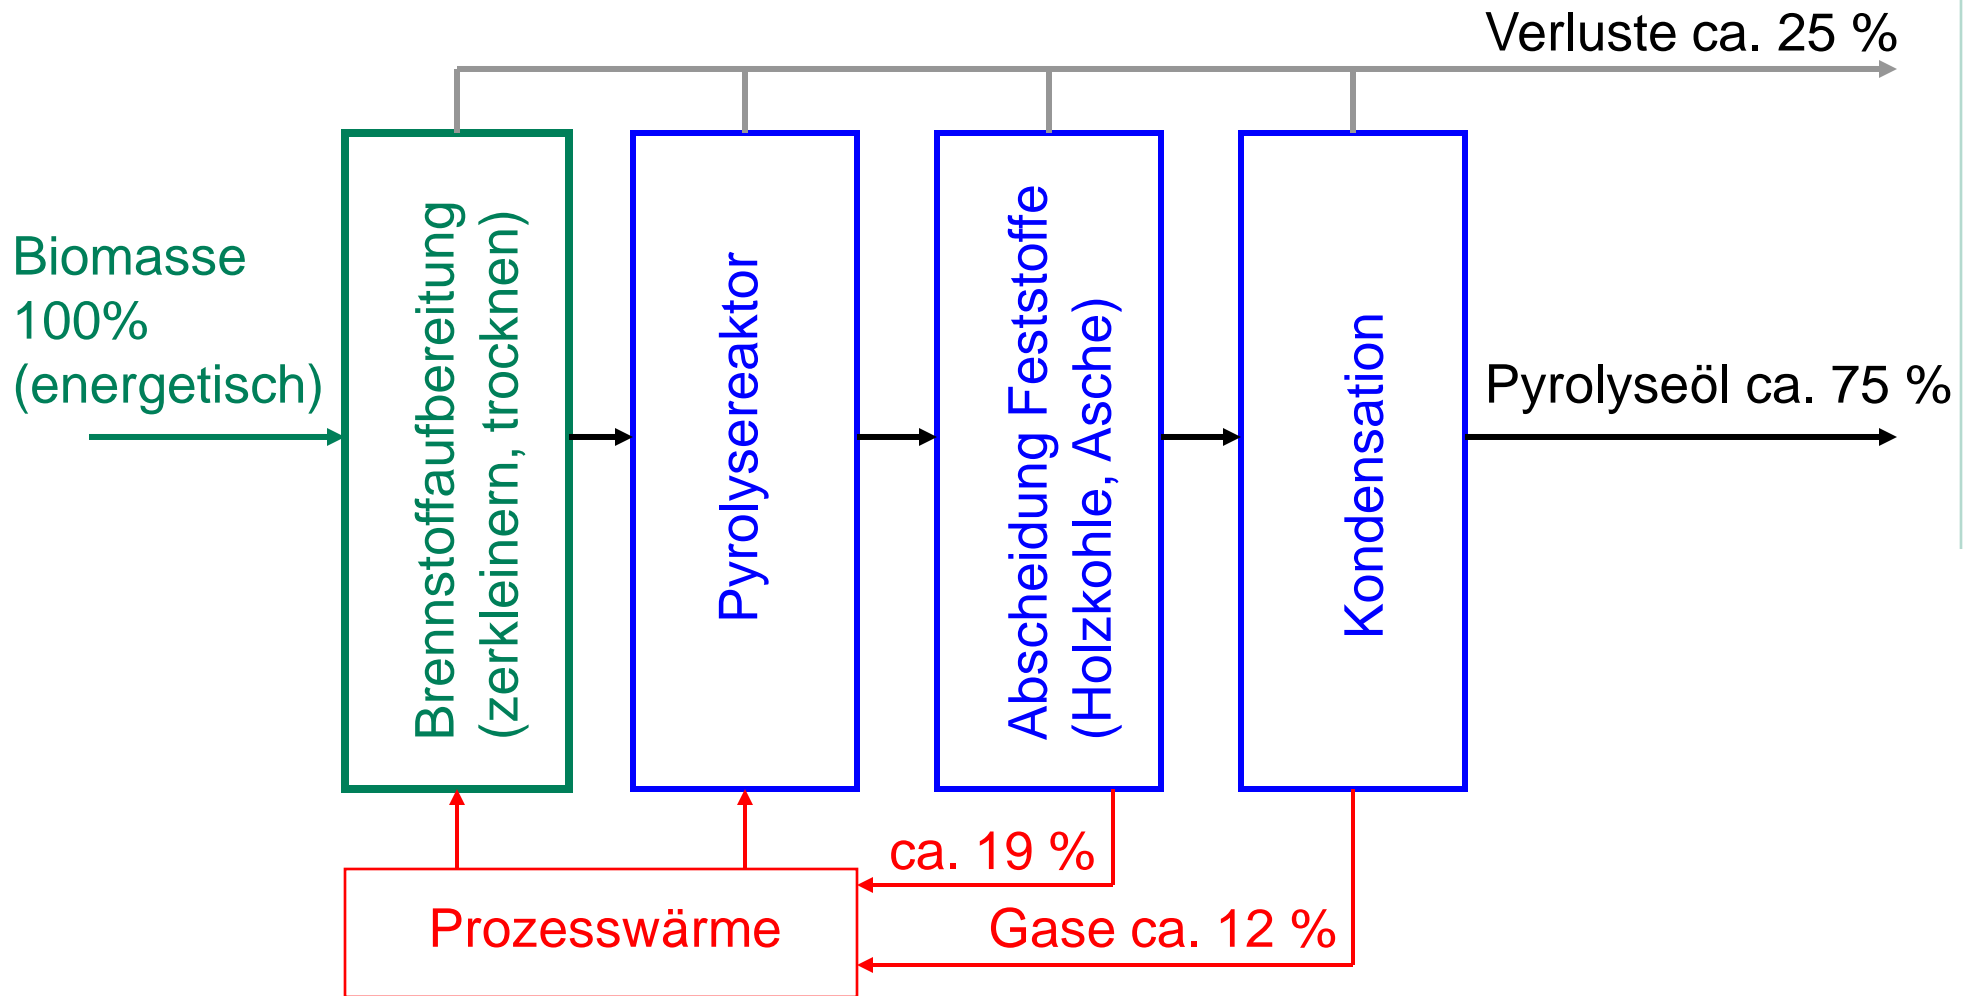 Verluste ca. 25 %
Biomasse
100%
(energetisch)
Brennstoffaufbereitung
(zerkleinern, trocknen)
Pyrolysereaktor
Abscheidung Feststoffe
(Holzkohle, Asche)
Kondensation
Pyrolyseöl ca. 75 %
ca. 19 %
Gase ca. 12 %
Prozesswärme